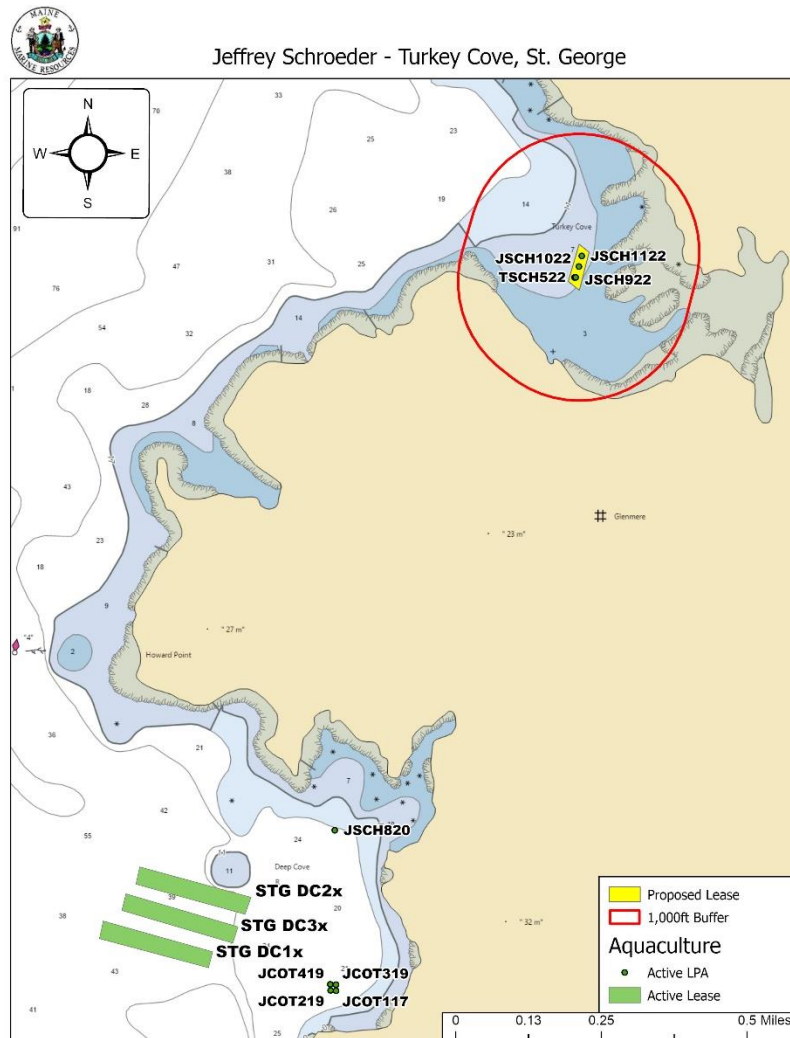 MAINE
MARINE RESOURCES
Jeffrey Schroeder - Turkey Cove, St. George
N
W E
S
76
25
23
38
91
19
14
26
Turkey Cove
7
JSCH1022 JSCH1122
TSCH522 JSCH922
47
31
25
76
14
54
32
3
18
28
8
43
23
Glenmere
23 m
18
9
27 m
"4"
2
Howard Point
36
21
7
42
24
JSCH820
55
11
Deep Cove
STG DC2x
39
20
32 m
38
STG DC3x
STG DC1x
43
21
JCOT419 JCOT319
JCOT219 JCOT117
41
25
Proposed Lease
1,000ft Buffer
Aquaculture
Active LPA
Active Lease
0 0.13 0.25 0.5 Miles